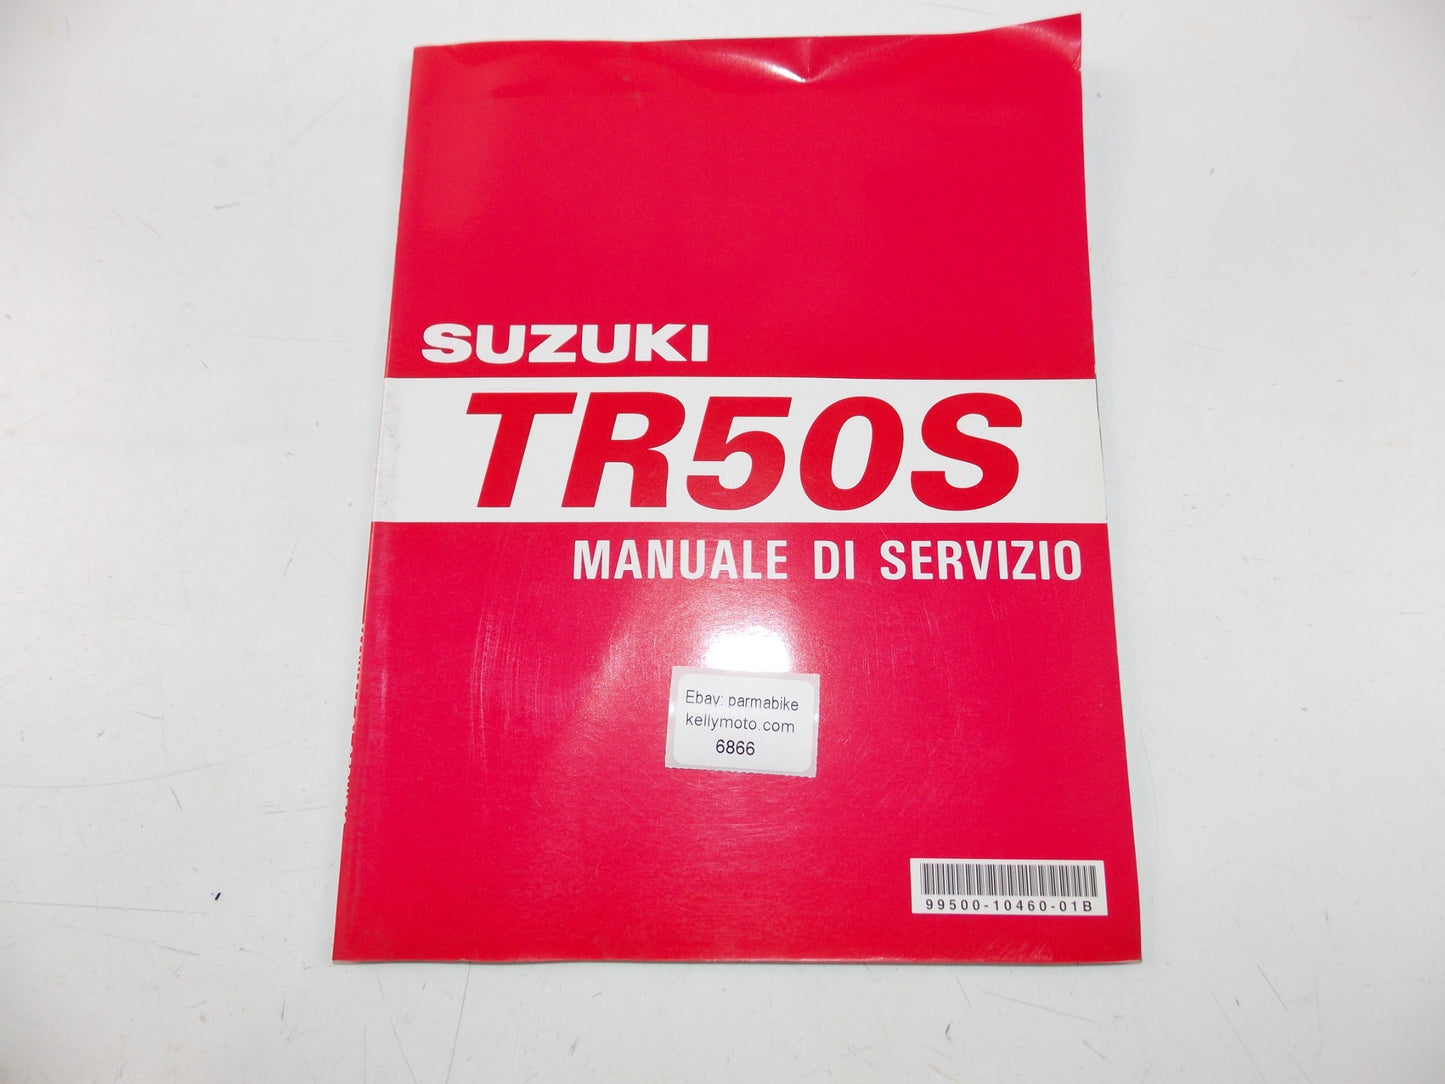 SUZUKI
TR50S
MANUALE DI SERVIZIO
Ebay: parmabike
kellymoto.com
6866
99500-10460-01B